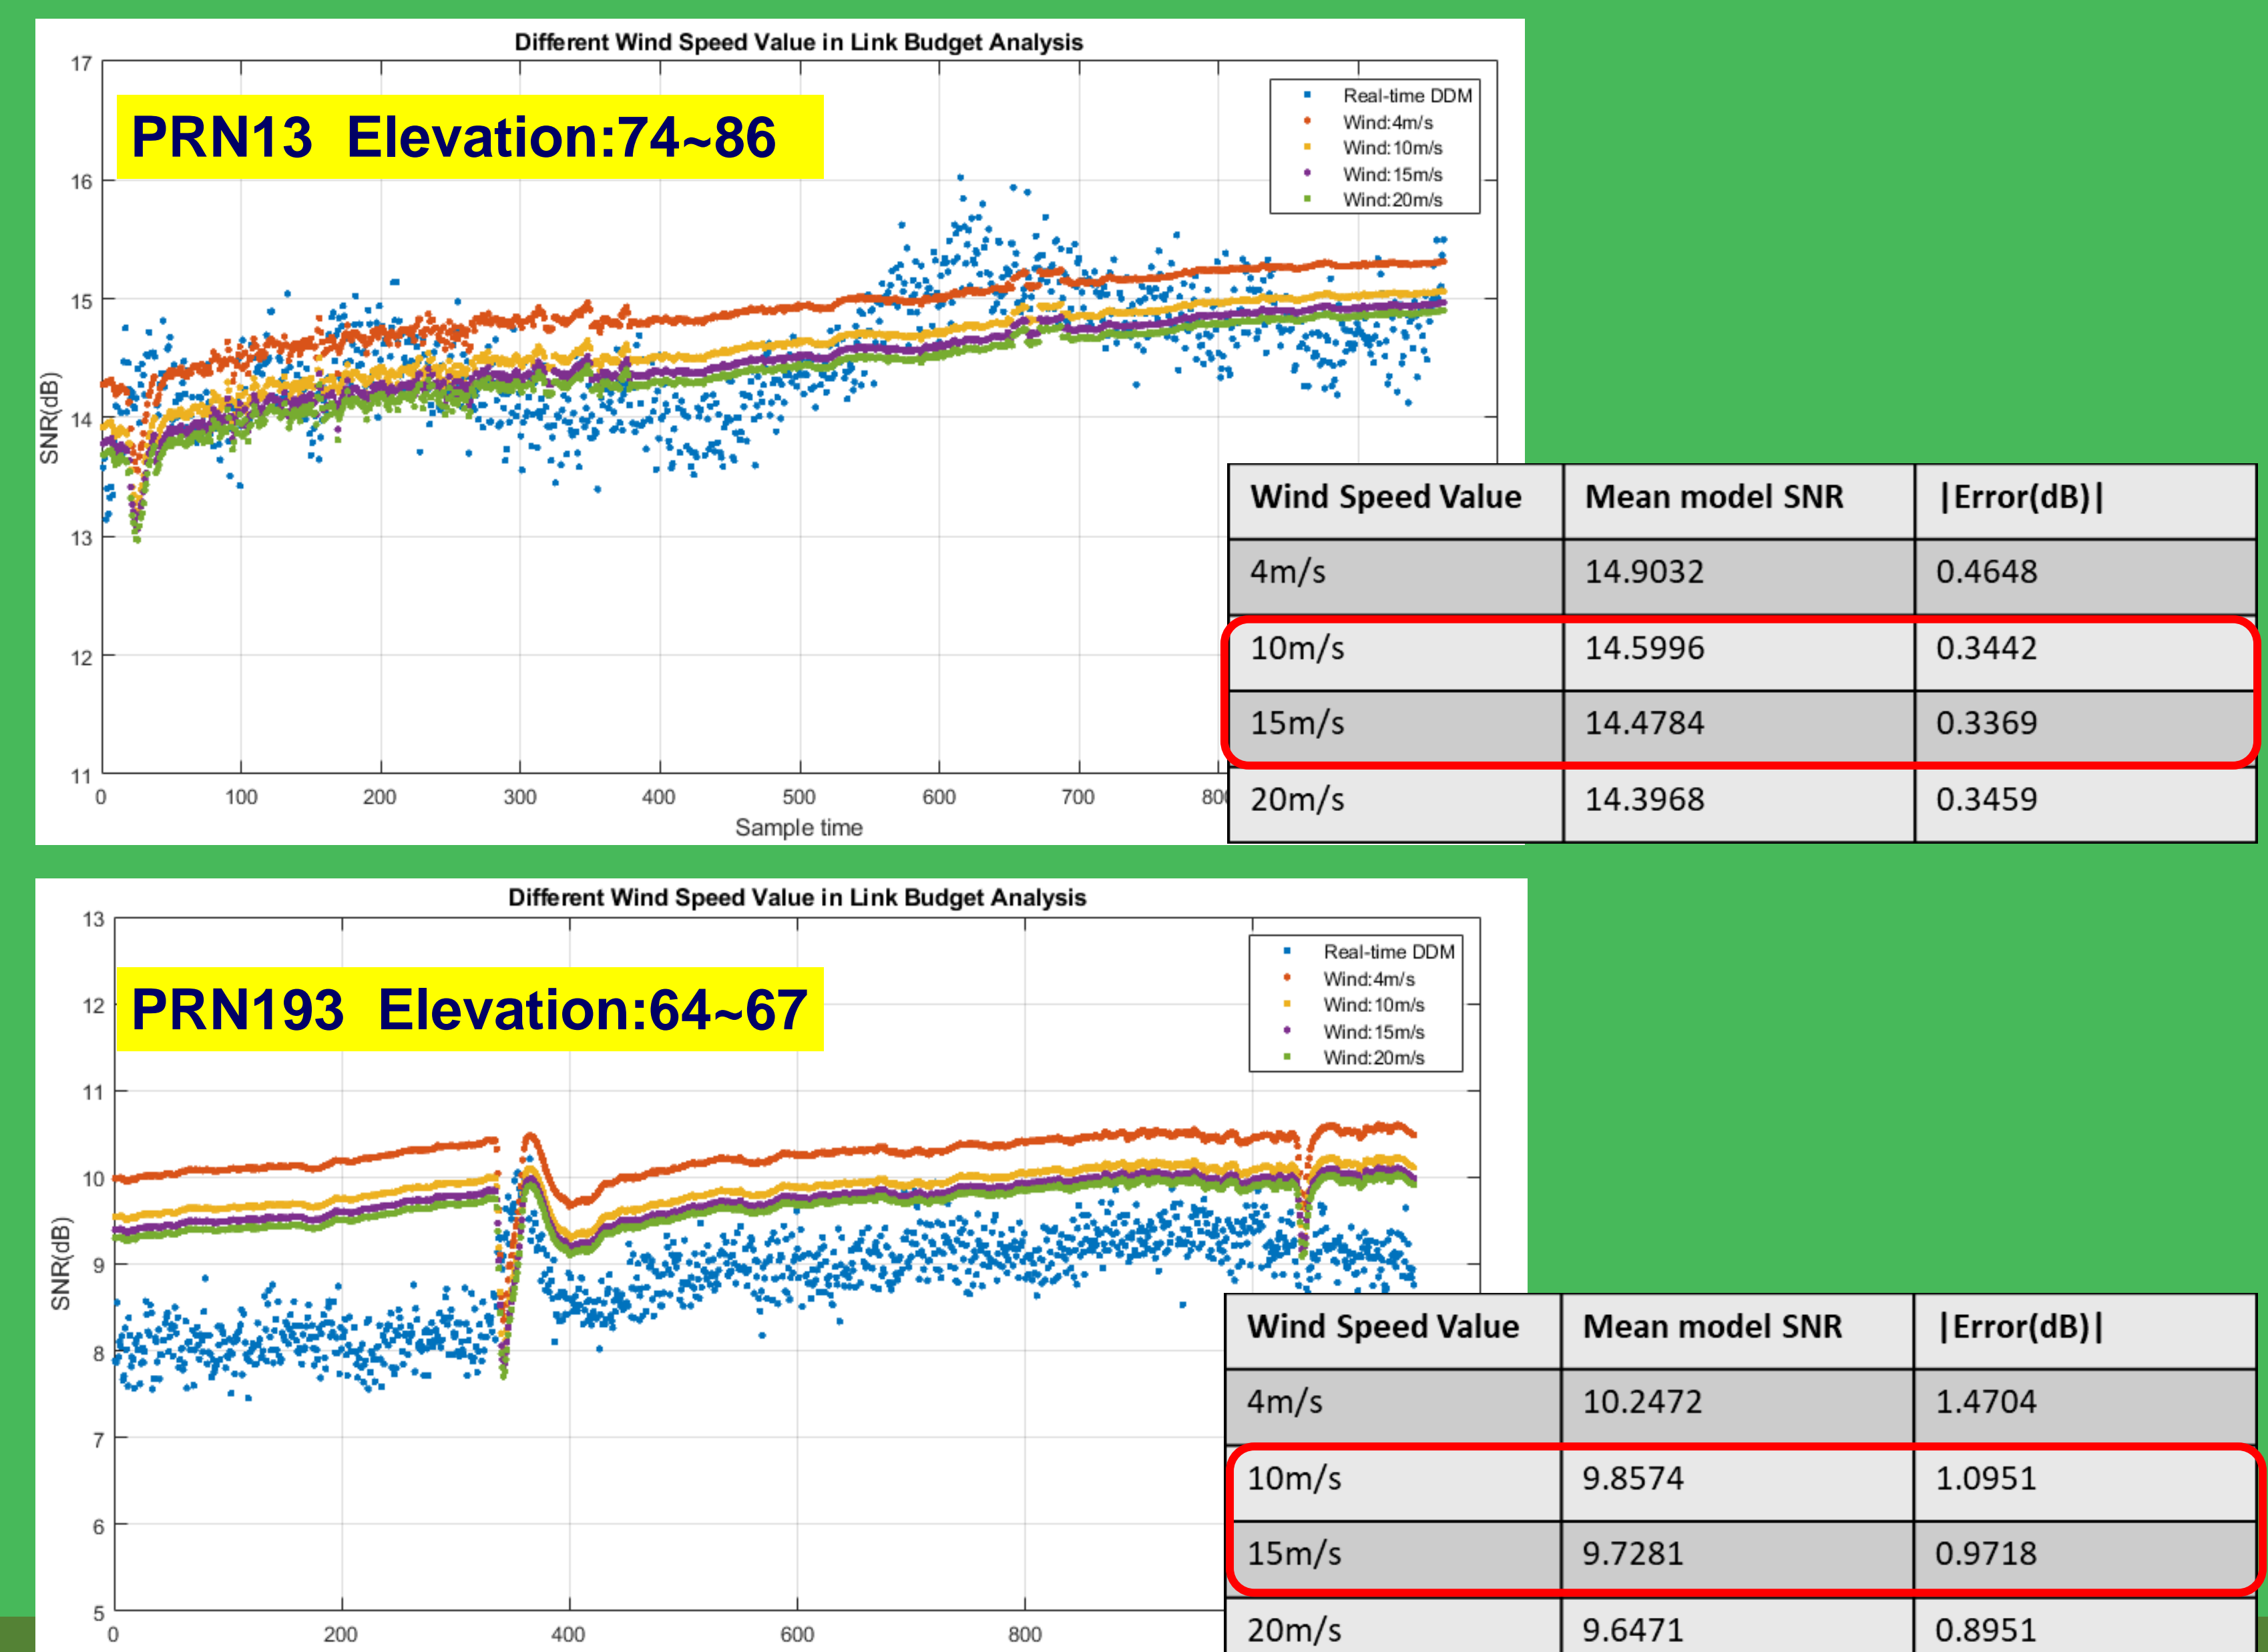 Different Wind Speed Value in Link Budget Analysis
PRN13 Elevation:74~86
Real-time DDM
Wind:4m/s
Wind:10m/s
Wind:15m/s
Wind:20m/s
17
16
15
14
13
12
11
SNR(dB)
0 100 200 300 400 500 600 700
Sample time
Wind Speed Value Mean model SNR |Error(dB)|
4m/s 14.9032 0.4648
10m/s 14.5996 0.3442
15m/s 14.4784 0.3369
20m/s 14.3968 0.3459
Different Wind Speed Value in Link Budget Analysis
PRN193 Elevation:64~67
Real-time DDM
Wind:4m/s
Wind:10m/s
Wind:15m/s
Wind:20m/s
13
12
11
10
9
8
7
6
5
SNR(dB)
0 200 400 600 800
Wind Speed Value Mean model SNR |Error(dB)|
4m/s 10.2472 1.4704
10m/s 9.8574 1.0951
15m/s 9.7281 0.9718
20m/s 9.6471 0.8951